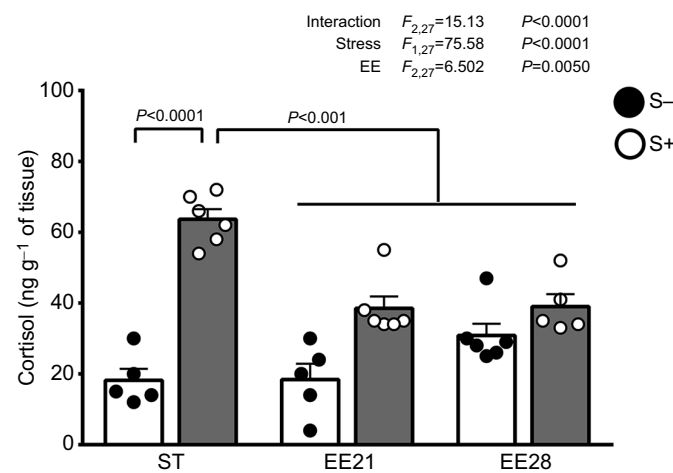 Interaction F2,27=15.13 P<0.0001
Stress F1,27=75.58 P<0.0001
EE F2,27=6.502 P=0.0050
100
80
60
40
20
0
Cortisol (ng g–1 of tissue)
P<0.0001
P<0.001
S–
S+
ST EE21 EE28